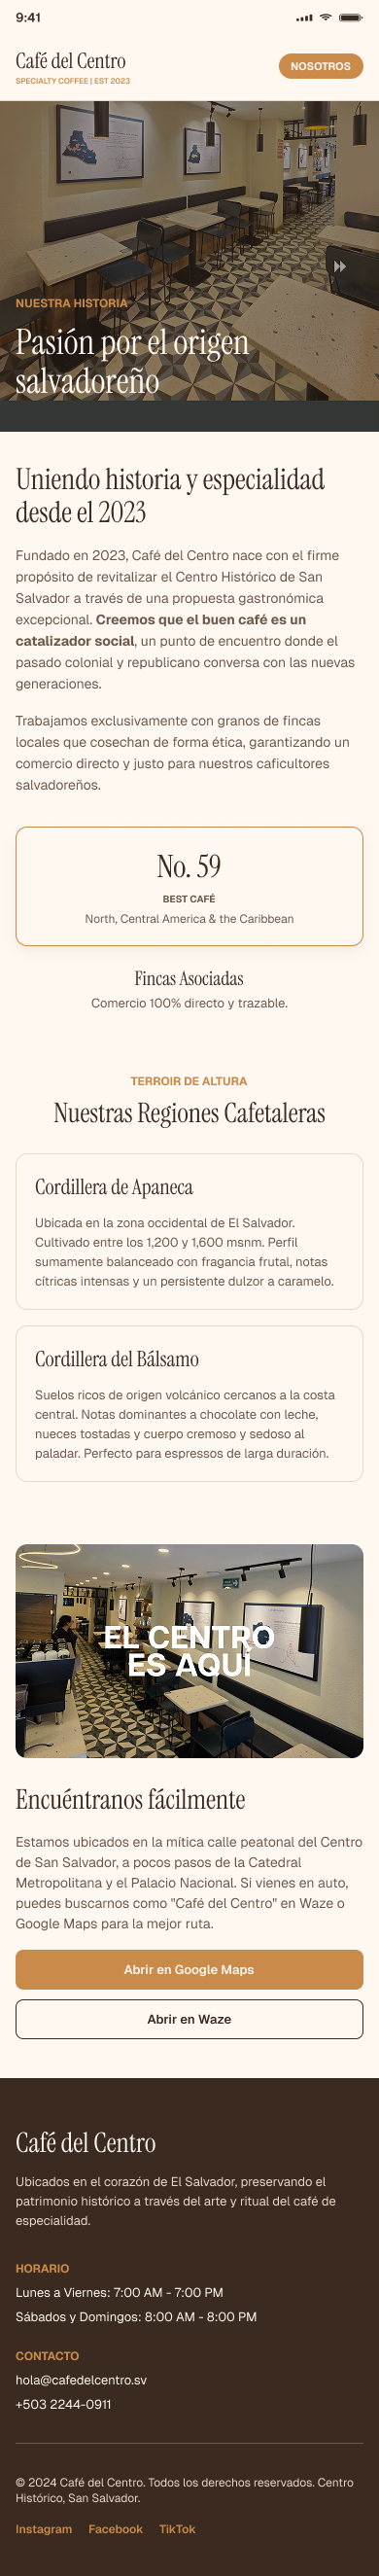 9:41
Café del Centro
SPECIALTY COFFEE | EST 2023
NOSOTROS
NUESTRA HISTORIA
Pasión por el origen
salvadoreño
Uniendo historia y especialidad
desde el 2023
Fundado en 2023, Café del Centro nace con el firme
propósito de revitalizar el Centro Histórico de San
Salvador a través de una propuesta gastronómica
excepcional. Creemos que el buen café es un
catalizador social, un punto de encuentro donde el
pasado colonial y republicano conversa con las nuevas
generaciones.
Trabajamos exclusivamente con granos de fincas
locales que cosechan de forma ética, garantizando un
comercio directo y justo para nuestros caficultores
salvadoreños.
No. 59
BEST CAFÉ
North, Central America & the Caribbean
Fincas Asociadas
Comercio 100% directo y trazable.
TERROIR DE ALTURA
Nuestras Regiones Cafetaleras
Cordillera de Apaneca
Ubicada en la zona occidental de El Salvador.
Cultivado entre los 1,200 y 1,600 msnm. Perfil
sumamente balanceado con fragancia frutal, notas
cítricas intensas y un persistente dulzor a caramelo.
Cordillera del Bálsamo
Suelos ricos de origen volcánico cercanos a la costa
central. Notas dominantes a chocolate con leche,
nueces tostadas y cuerpo cremoso y sedoso al
paladar. Perfecto para espressos de larga duración.
EL CENTRO
ES AQUÍ
Encuéntranos fácilmente
Estamos ubicados en la mítica calle peatonal del Centro
de San Salvador, a pocos pasos de la Catedral
Metropolitana y el Palacio Nacional. Si vienes en auto,
puedes buscarnos como "Café del Centro" en Waze o
Google Maps para la mejor ruta.
Abrir en Google Maps
Abrir en Waze
Café del Centro
Ubicados en el corazón de El Salvador, preservando el
patrimonio histórico a través del arte y ritual del café de
especialidad.
HORARIO
Lunes a Viernes: 7:00 AM - 7:00 PM
Sábados y Domingos: 8:00 AM - 8:00 PM
CONTACTO
hola@cafedelcentro.sv
+503 2244-0911
© 2024 Café del Centro. Todos los derechos reservados. Centro
Histórico, San Salvador.
Instagram Facebook TikTok